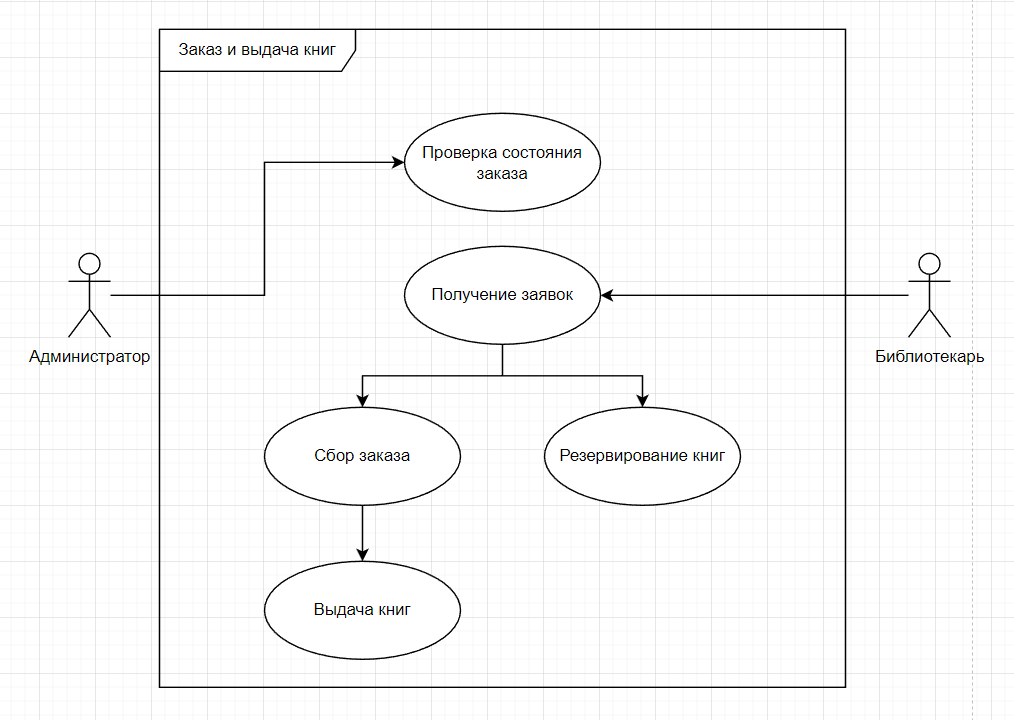 Заказ и выдача книг
Проверка состояния
заказа
Получение заявок
Администратор
Библиотекарь
Сбор заказа
Резервирование книг
Выдача книг